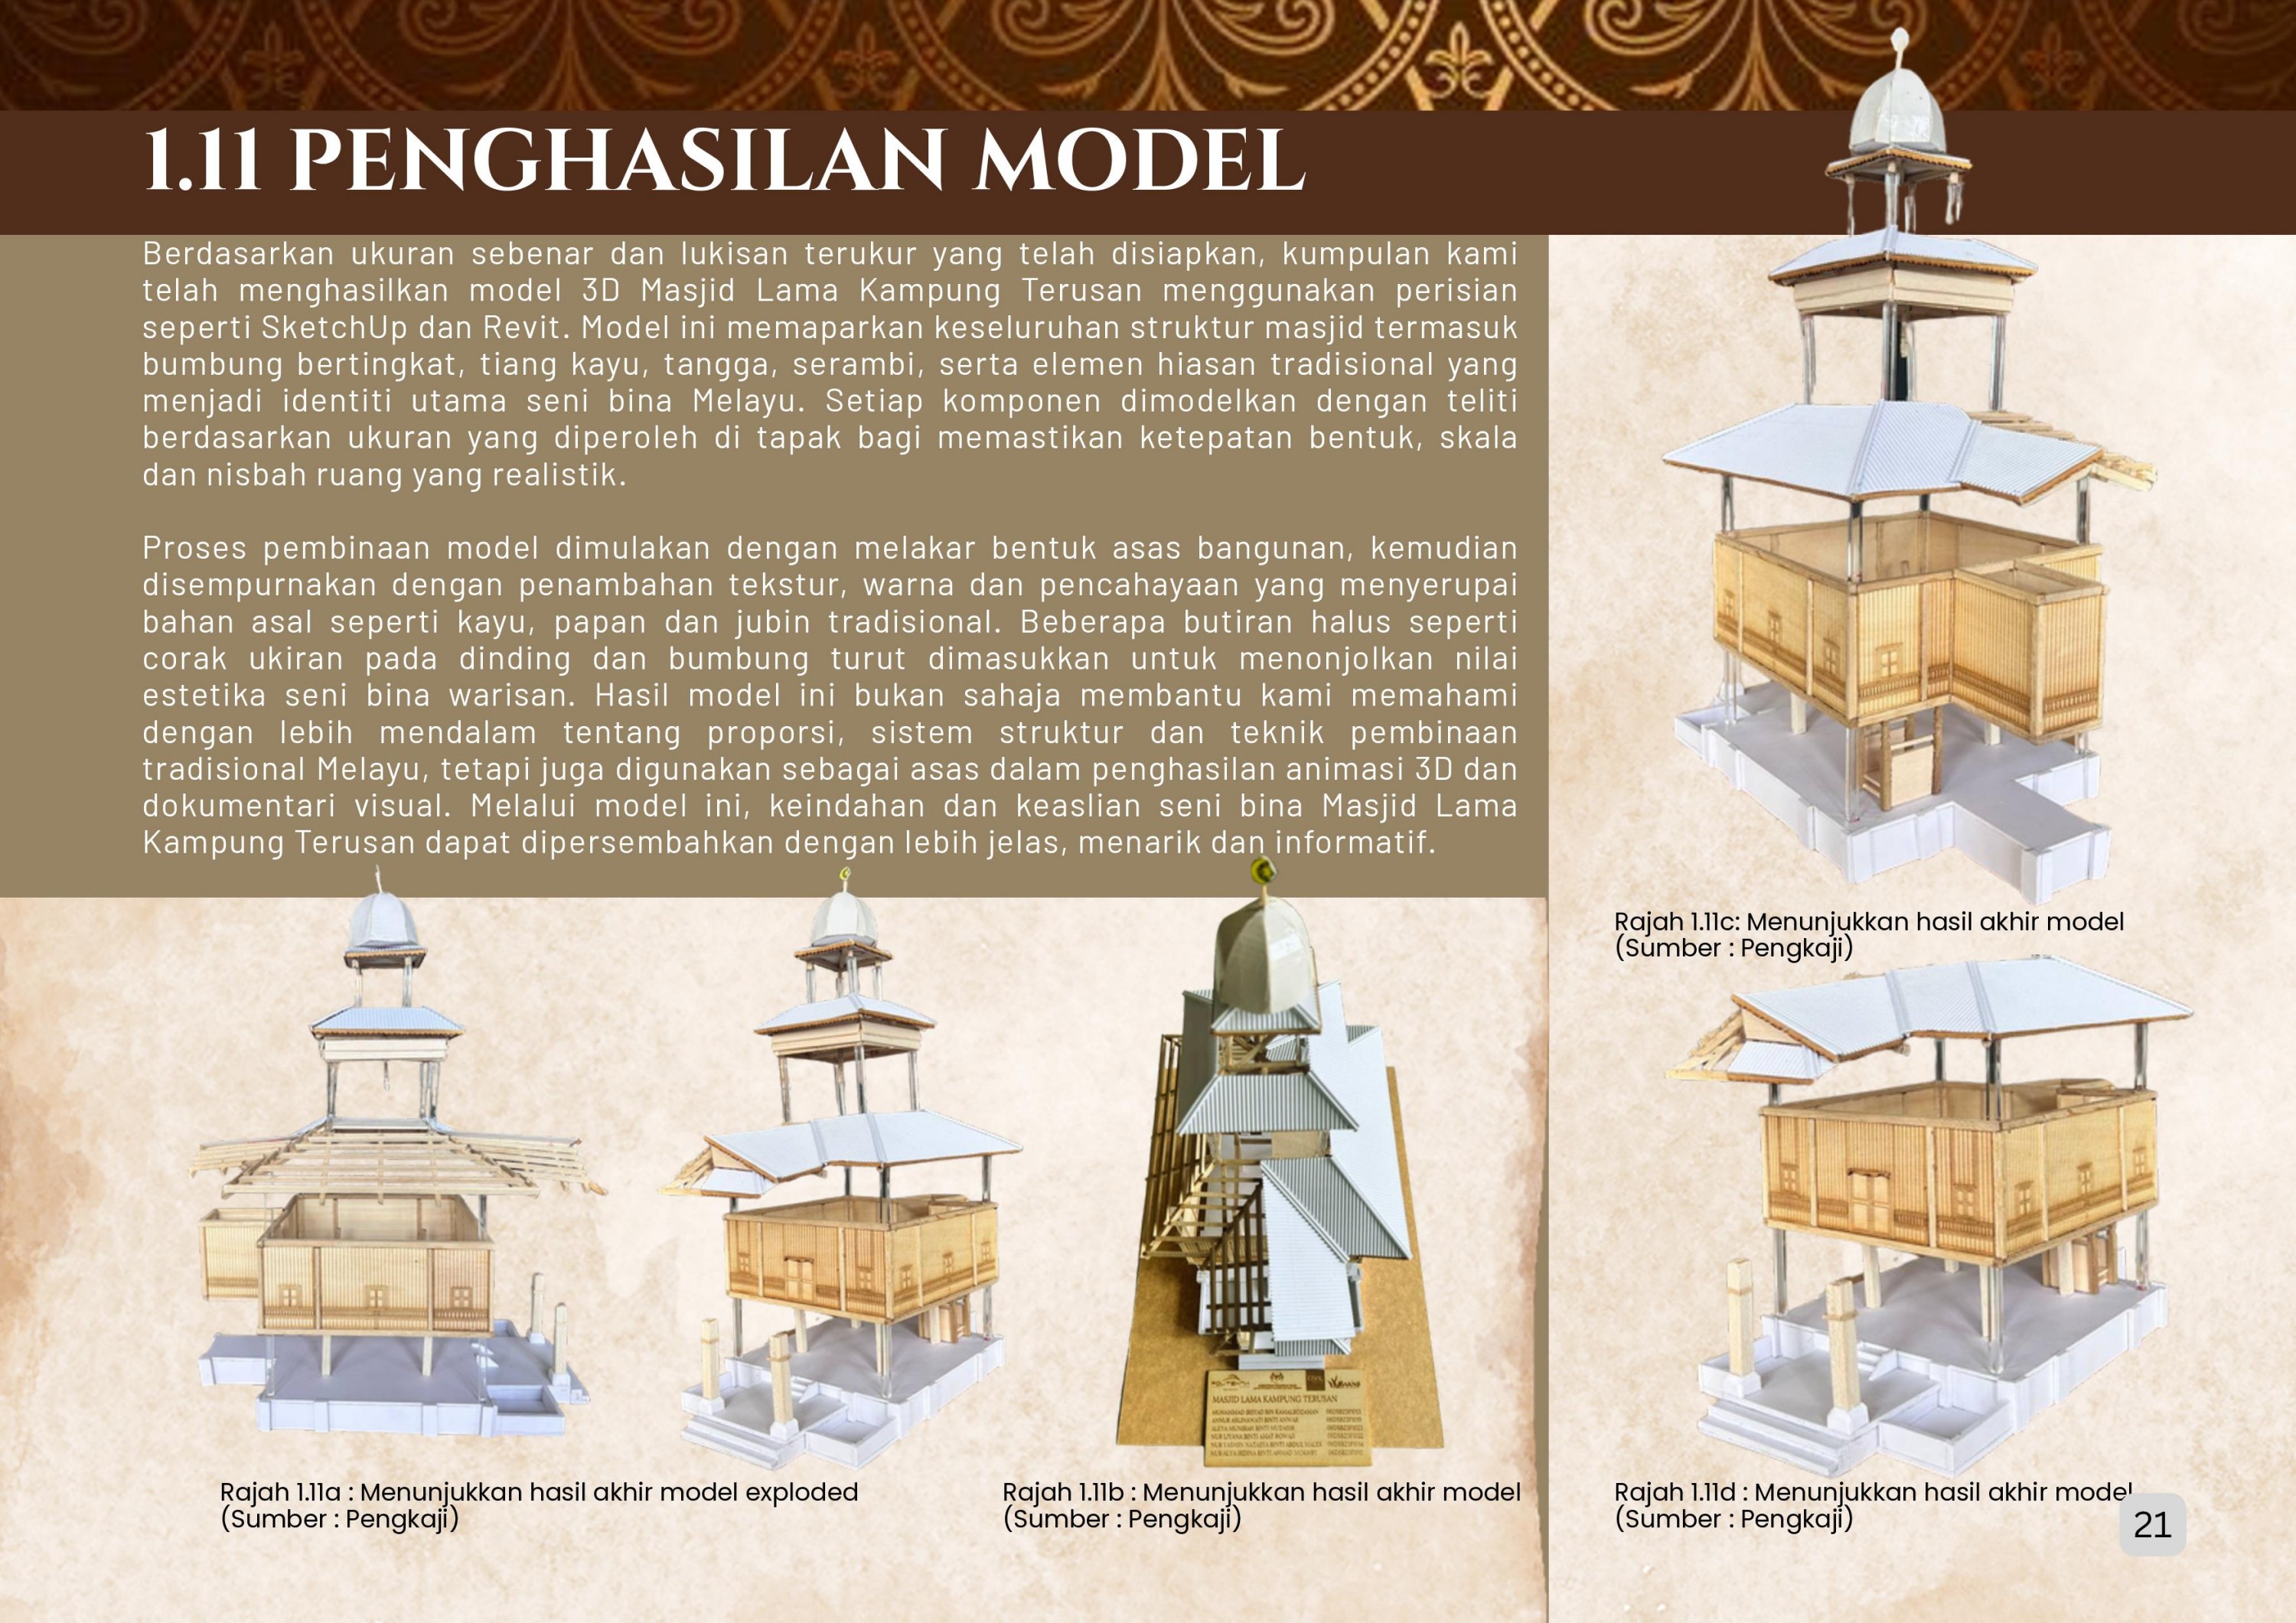 1.11 PENGHASILAN MODEL
Berdasarkan ukuran sebenar dan lukisan terukur yang telah disiapkan, kumpulan kami
telah menghasilkan model 3D Masjid Lama Kampung Terusan menggunakan perisian
seperti SketchUp dan Revit. Model ini memaparkan keseluruhan struktur masjid termasuk
bumbung bertingkat, tiang kayu, tangga, serambi, serta elemen hiasan tradisional yang
menjadi identiti utama seni bina Melayu. Setiap komponen dimodelkan dengan teliti
berdasarkan ukuran yang diperoleh di tapak bagi memastikan ketepatan bentuk, skala
dan nisbah ruang yang realistik.
Proses pembinaan model dimulakan dengan melakar bentuk asas bangunan, kemudian
disempurnakan dengan penambahan tekstur, warna dan pencahayaan yang menyerupai
bahan asal seperti kayu, papan dan jubin tradisional. Beberapa butiran halus seperti
corak ukiran pada dinding dan bumbung turut dimasukkan untuk menonjolkan nilai
estetika seni bina warisan. Hasil model ini bukan sahaja membantu kami memahami
dengan lebih mendalam tentang proporsi, sistem struktur dan teknik pembinaan
tradisional Melayu, tetapi juga digunakan sebagai asas dalam penghasilan animasi 3D dan
dokumentari visual. Melalui model ini, keindahan dan keaslian seni bina Masjid Lama
Kampung Terusan dapat dipersembahkan dengan lebih jelas, menarik dan informatif.
Rajah 1.11c: Menunjukkan hasil akhir model
(Sumber : Pengkaji)
MASJID LAMA KAMPUNG TERUSAN
Rajah 1.11a : Menunjukkan hasil akhir model exploded
(Sumber : Pengkaji)
Rajah 1.11b : Menunjukkan hasil akhir model
(Sumber : Pengkaji)
Rajah 1.11d : Menunjukkan hasil akhir model
(Sumber : Pengkaji)
21